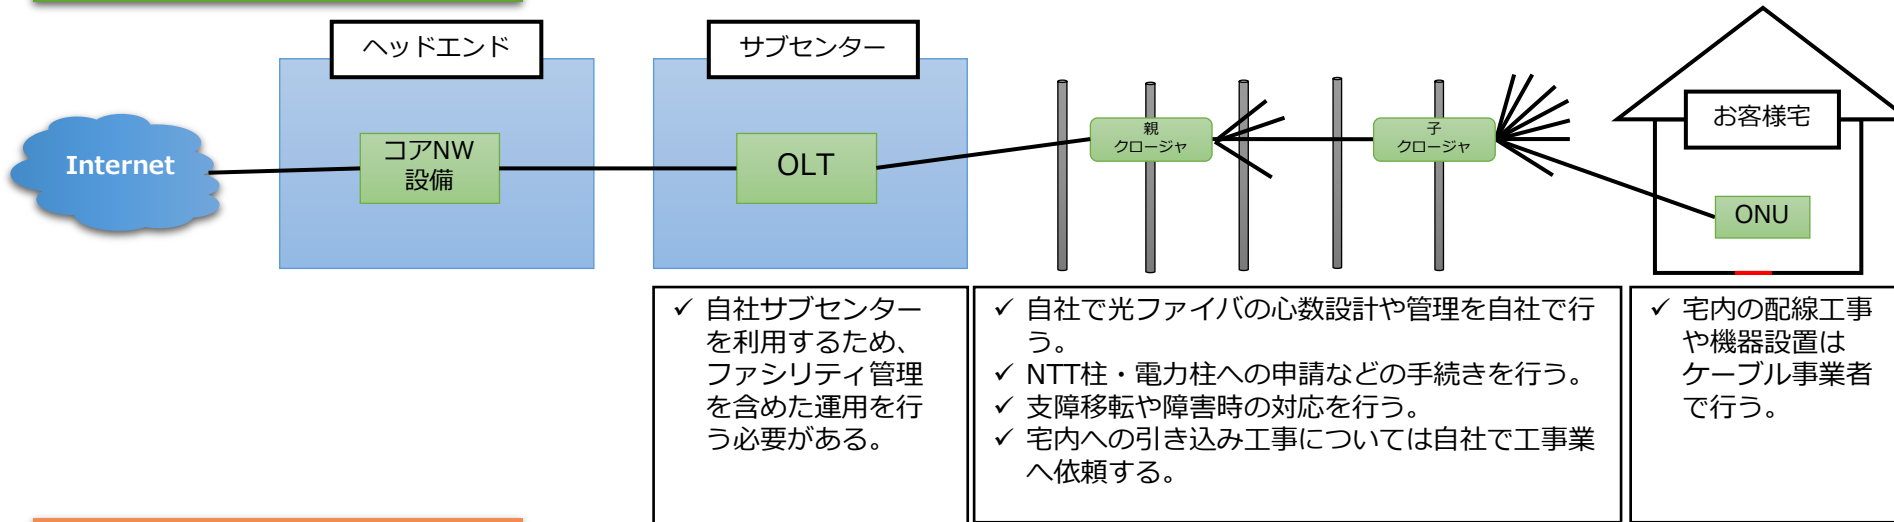 ヘッドエンド
サブセンター
お客様宅
Internet
コアNW
設備
OLT
親
クロージャ
子
クロージャ
ONU
✓ 自社サブセンター
を利用するため、
ファシリティ管理
を含めた運用を行
う必要がある。
✓ 自社で光ファイバの心数設計や管理を自社で行
う。
✓ NTT柱・電力柱への申請などの手続きを行う。
✓ 支障移転や障害時の対応を行う。
✓ 宅内への引き込み工事については自社で工事業
へ依頼する。
✓ 宅内の配線工事
や機器設置は
ケーブル事業者
で行う。